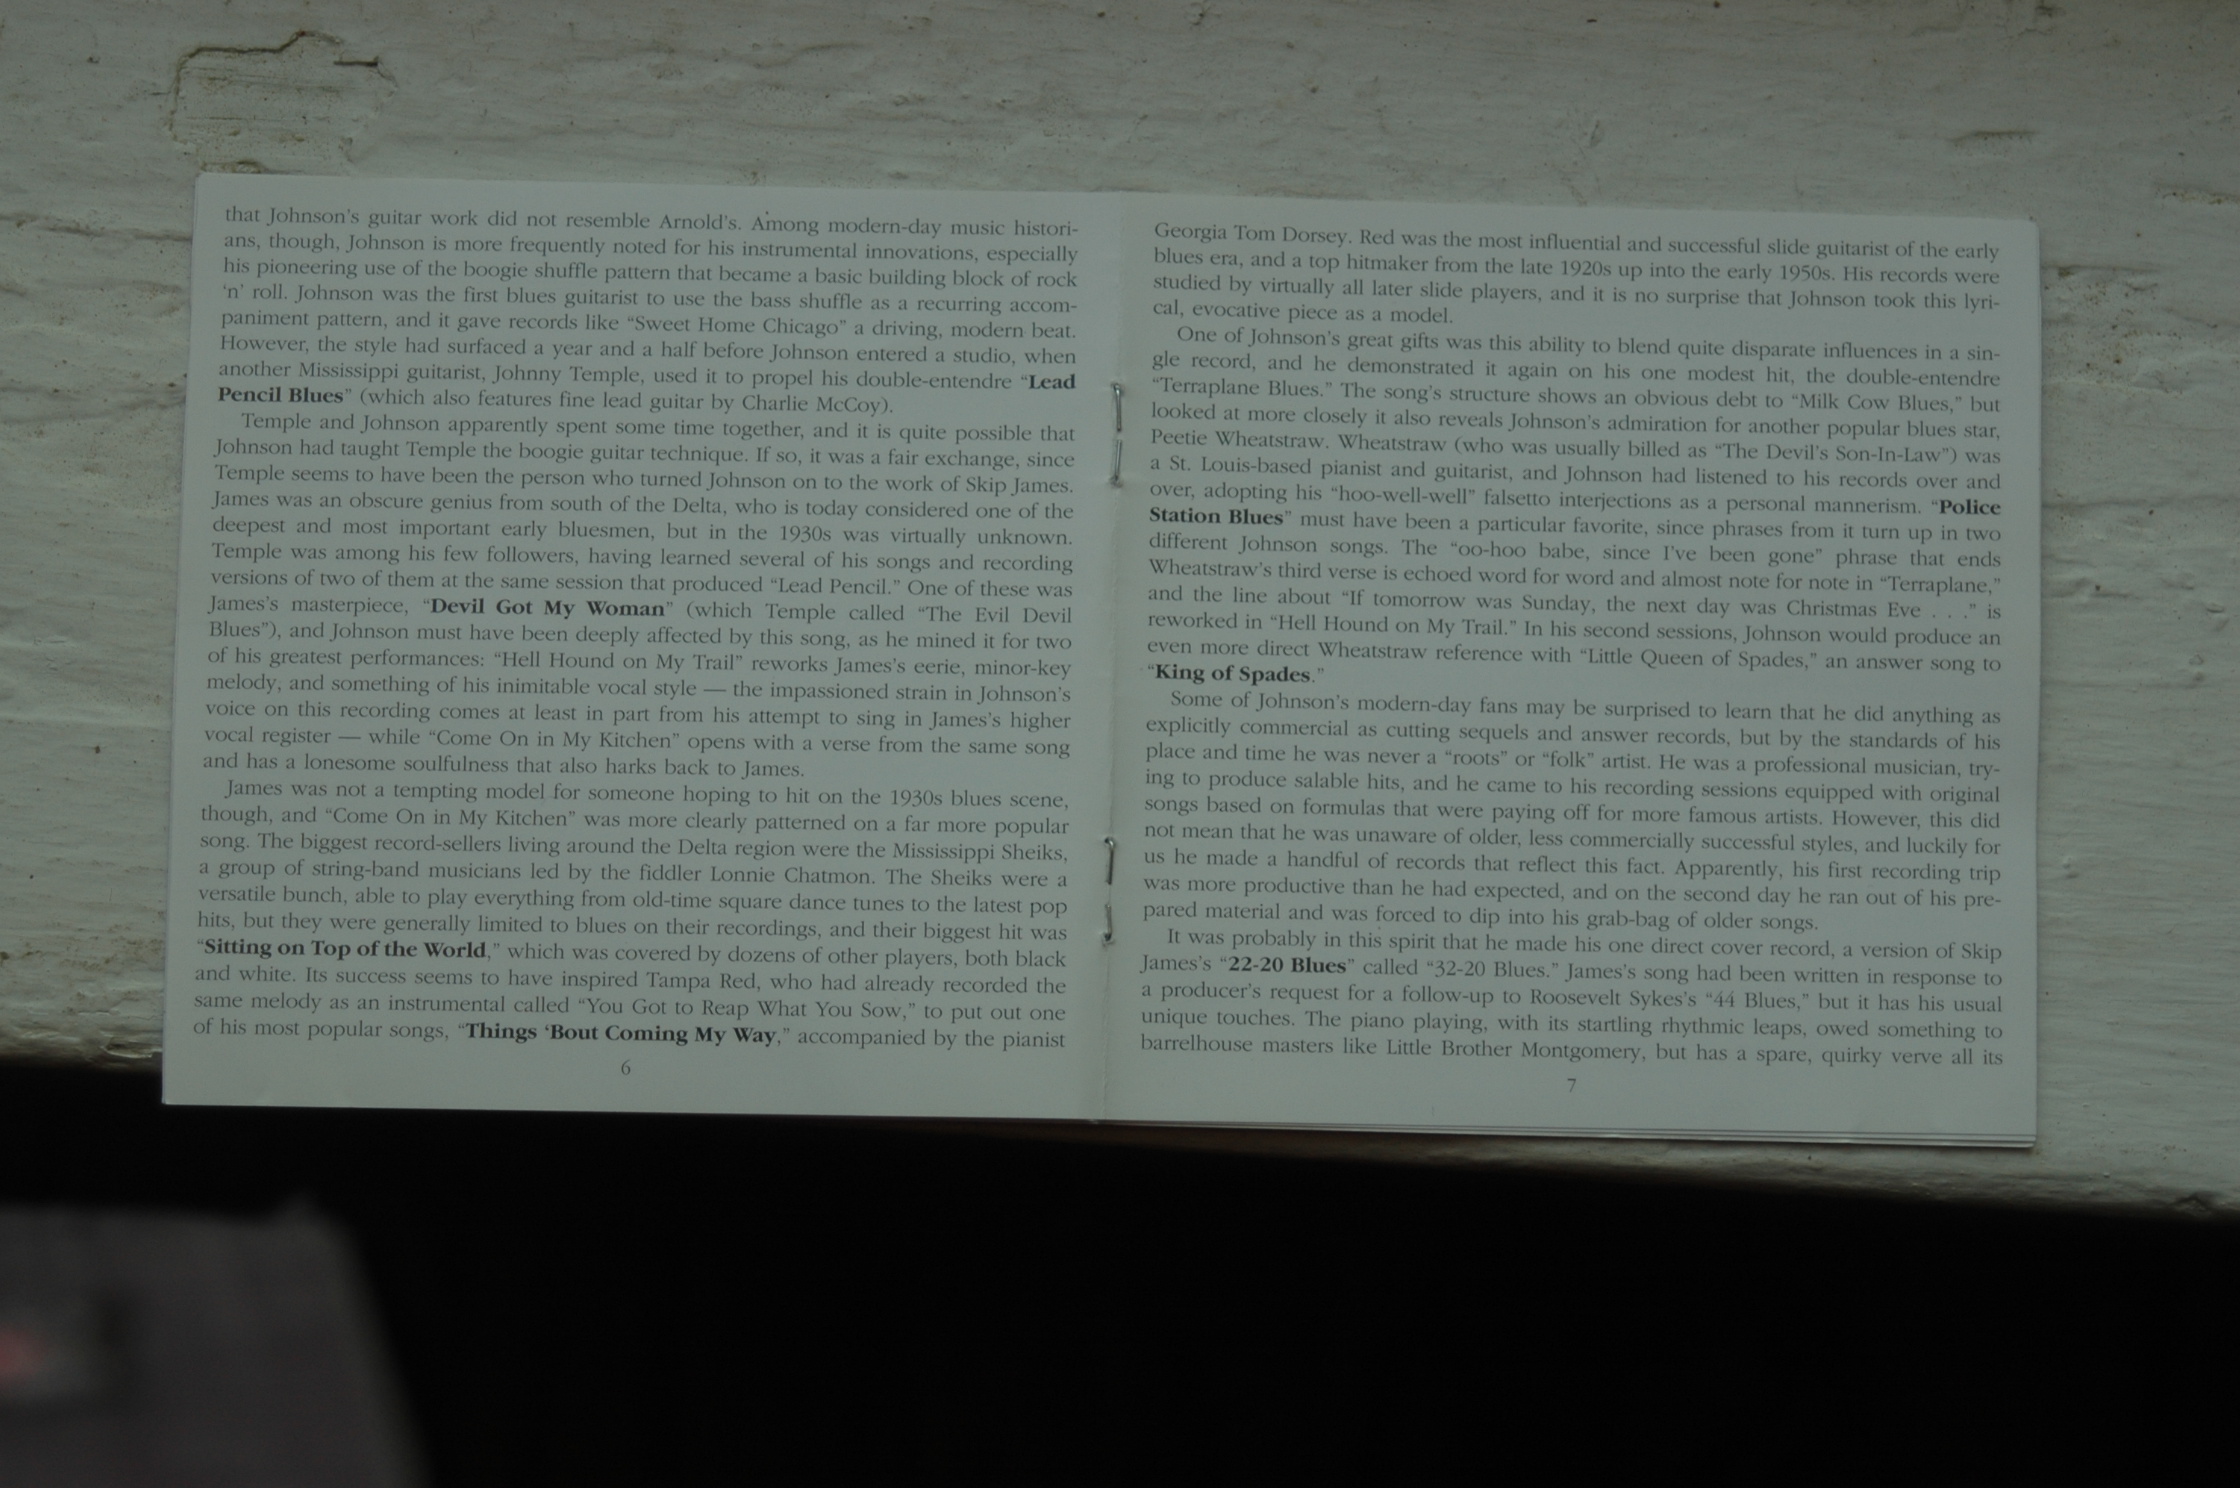 that Johnson's guitar work did not resemble Arnold's. Among modern-day music histori-
ans, though, Johnson is more frequently noted for his instrumental innovations, especially
his pioneering use of the boogie shuffle pattern that became a basic building block of rock
‘n’ roll. Johnson was the first blues guitarist to use the bass shuffle as a recurring accom-
paniment pattern, and it gave records like “Sweet Home Chicago” a driving, modern beat.
However, the style had surfaced a year and a half before Johnson entered a studio, when
another Mississippi guitarist, Johnny Temple, used it to propel his double-entendre “Lead
Pencil Blues” (which also features fine lead guitar by Charlie McCoy).
Temple and Johnson apparently spent some time together, and it is quite possible that
Johnson had taught Temple the boogie guitar technique. If so, it was a fair exchange, since
Temple seems to have been the person who turned Johnson on to the work of Skip James.
James was an obscure genius from south of the Delta, who is today considered one of the
deepest and most important early bluesmen, but in the 1930s was virtually unknown.
Temple was among his few followers, having learned several of his songs and recording
versions of two of them at the same session that produced “Lead Pencil.” One of these was
James's masterpiece, “Devil Got My Woman” (which Temple called “The Evil Devil
Blues”), and Johnson must have been deeply affected by this song, as he mined it for two
of his greatest performances: “Hell Hound on My Trail” reworks James's eerie, minor-key
melody, and something of his inimitable vocal style — the impassioned strain in Johnson's
voice on this recording comes at least in part from his attempt to sing in James's higher
vocal register — while “Come On in My Kitchen” opens with a verse from the same song
and has a lonesome soulfulness that also harks back to James.
James was not a tempting model for someone hoping to hit on the 1930s blues scene,
though, and “Come On in My Kitchen” was more clearly patterned on a far more popular
song. The biggest record-sellers living around the Delta region were the Mississippi Sheiks,
a group of string-band musicians led by the fiddler Lonnie Chatmon. The Sheiks were a
versatile bunch, able to play everything from old-time square dance tunes to the latest pop
hits, but they were generally limited to blues on their recordings, and their biggest hit was
“Sitting on Top of the World,” which was covered by dozens of other players, both black
and white. Its success seems to have inspired Tampa Red, who had already recorded the
same melody as an instrumental called “You Got to Reap What You Sow,” to put out one
of his most popular songs, “Things ‘Bout Coming My Way,” accompanied by the pianist
6
Georgia Tom Dorsey. Red was the most influential and successful slide guitarist of the early
blues era, and a top hitmaker from the late 1920s up into the early 1950s. His records were
studied by virtually all later slide players, and it is no surprise that Johnson took this lyri-
cal, evocative piece as a model.
One of Johnson's great gifts was this ability to blend quite disparate influences in a sin-
gle record, and he demonstrated it again on his one modest hit, the double-entendre
“Terraplane Blues.” The song's structure shows an obvious debt to “Milk Cow Blues,” but
looked at more closely it also reveals Johnson's admiration for another popular blues star,
Peetie Wheatstraw. Wheatstraw (who was usually billed as “The Devil's Son-In-Law”) was
a St. Louis-based pianist and guitarist, and Johnson had listened to his records over and
over, adopting his “hoo-well-well” falsetto interjections as a personal mannerism. “Police
Station Blues” must have been a particular favorite, since phrases from it turn up in two
different Johnson songs. The “oo-hoo babe, since I've been gone” phrase that ends
Wheatstraw's third verse is echoed word for word and almost note for note in “Terraplane,”
and the line about “If tomorrow was Sunday, the next day was Christmas Eve . . .” is
reworked in “Hell Hound on My Trail.” In his second sessions, Johnson would produce an
even more direct Wheatstraw reference with “Little Queen of Spades,” an answer song to
“King of Spades.”
Some of Johnson's modern-day fans may be surprised to learn that he did anything as
explicitly commercial as cutting sequels and answer records, but by the standards of his
place and time he was never a “roots” or “folk” artist. He was a professional musician, try-
ing to produce salable hits, and he came to his recording sessions equipped with original
songs based on formulas that were paying off for more famous artists. However, this did
not mean that he was unaware of older, less commercially successful styles, and luckily for
us he made a handful of records that reflect this fact. Apparently, his first recording trip
was more productive than he had expected, and on the second day he ran out of his pre-
pared material and was forced to dip into his grab-bag of older songs.
It was probably in this spirit that he made his one direct cover record, a version of Skip
James's “22-20 Blues” called “32-20 Blues.” James's song had been written in response to
a producer's request for a follow-up to Roosevelt Sykes's “44 Blues,” but it has his usual
unique touches. The piano playing, with its startling rhythmic leaps, owed something to
barrelhouse masters like Little Brother Montgomery, but has a spare, quirky verve all its
7